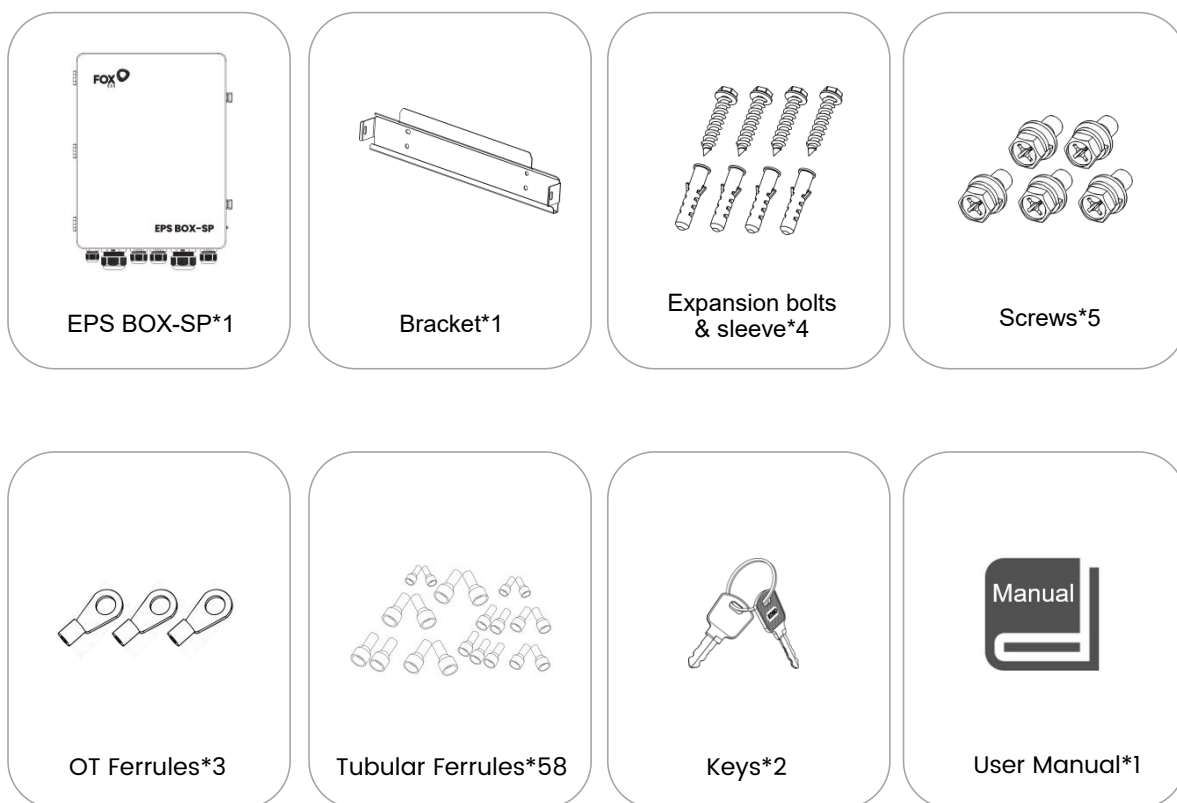 FOX
ESS
EPS BOX-SP
EPS BOX-SP*1
Bracket*1
Expansion bolts
& sleeve*4
Screws*5
OT Ferrules*3
Tubular Ferrules*58
Keys*2
Manual
User Manual*1